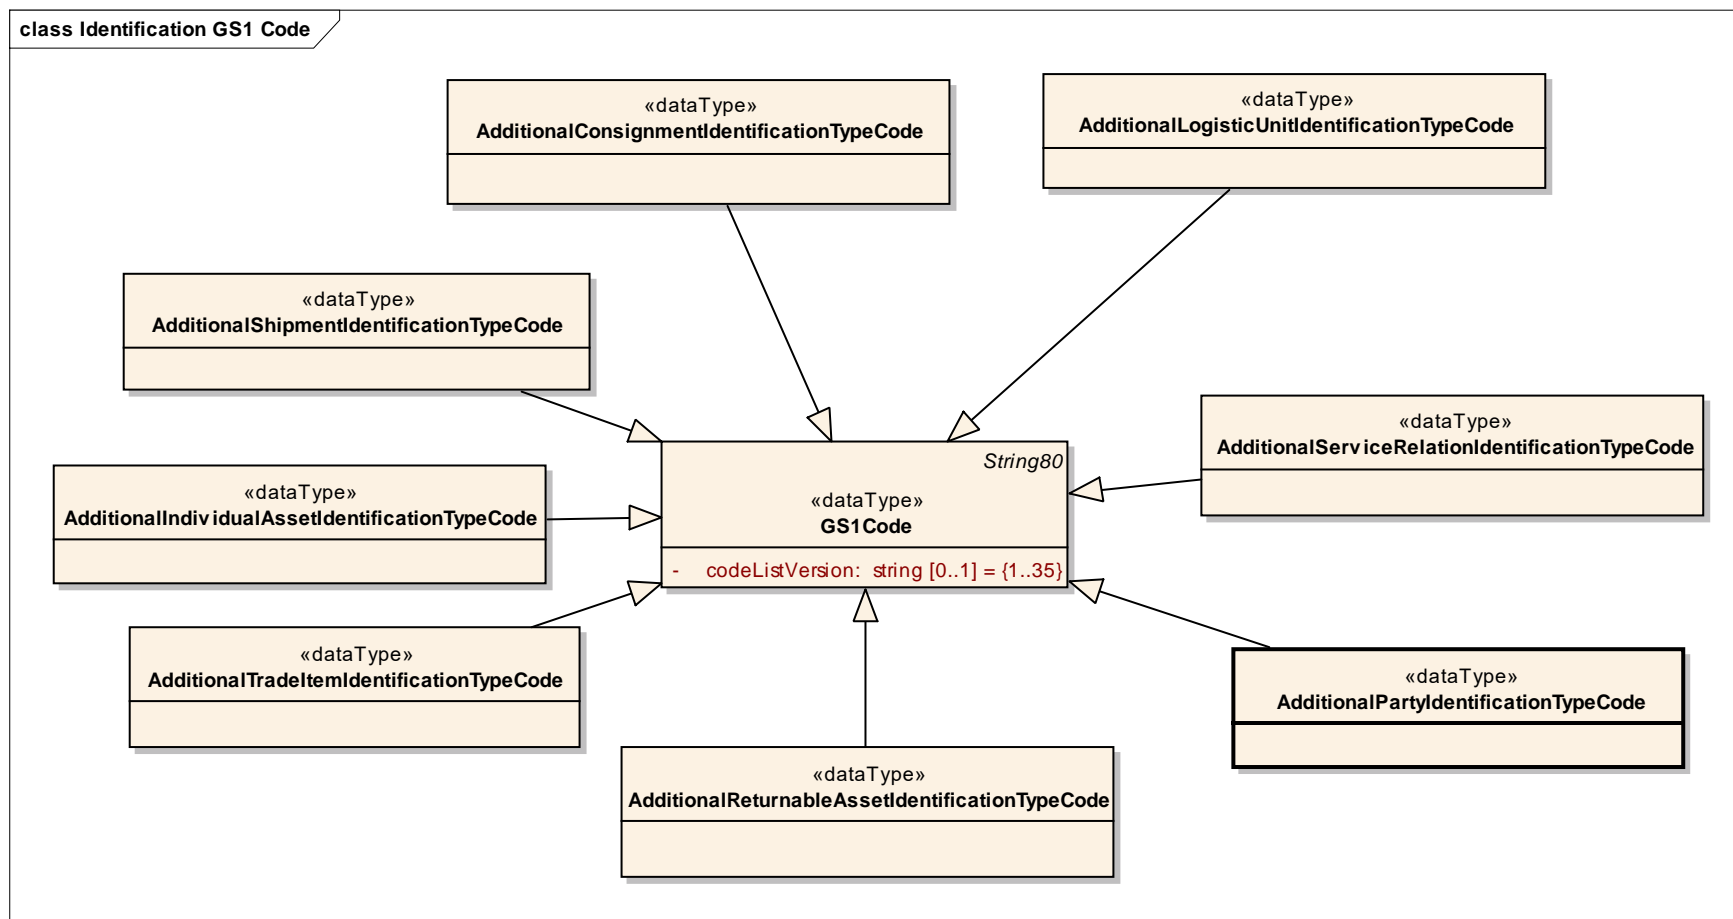 class Identification GS1 Code
«dataType»
AdditionalConsignmentIdentificationTypeCode
«dataType»
AdditionalLogisticUnitIdentificationTypeCode
«dataType»
AdditionalShipmentIdentificationTypeCode
«dataType»
AdditionalServiceRelationIdentificationTypeCode
«dataType»
AdditionalIndividualAssetIdentificationTypeCode
String80
«dataType»
GS1Code
- codeListVersion: string [0..1] = {1..35}
«dataType»
AdditionalTradeItemIdentificationTypeCode
«dataType»
AdditionalPartyIdentificationTypeCode
«dataType»
AdditionalReturnableAssetIdentificationTypeCode